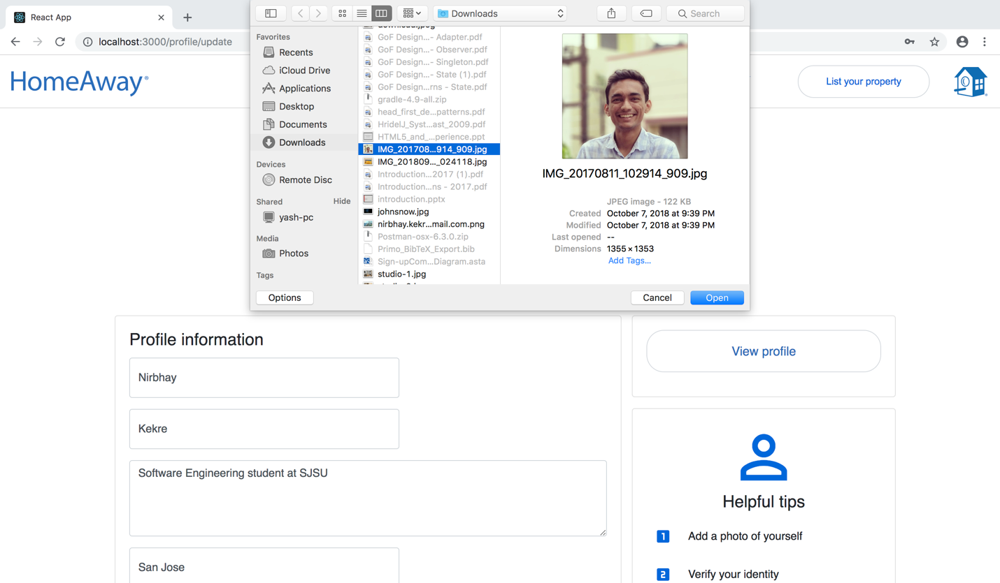 React App
localhost:3000/profile/update
Downloads
Search
HomeAway®
List your property
Favorites
Recents
iCloud Drive
Applications
Desktop
Documents
Downloads
Devices
Remote Disc
Shared
Hide
yash-pc
Media
Photos
Tags
GoF Design...- Adapter.pdf
GoF Design...- Observer.pdf
GoF Design...- Singleton.pdf
GoF Design...- State (1).pdf
GoF Design...rns - State.pdf
gradle-4.9-all.zip
head_first_de...patterns.pdf
HridelJ_Syst...ast_2009.pdf
HTML5_and_...perience.ppt
IMG_201708...914_909.jpg
IMG_201809..._024118.jpg
Introduction...2017 (1).pdf
Introduction...ns - 2017.pdf
introduction.pptx
johnsnow.jpg
nirbhay.kekr...mail.com.png
Postman-osx-6.3.0.zip
Primo_BibTeX_Export.bib
Sign-upCom...Diagram.asta
studio-1.jpg
IMG_20170811_102914_909.jpg
JPEG image - 122 KB
Created October 7, 2018 at 9:39 PM
Modified October 7, 2018 at 9:39 PM
Last opened --
Dimensions 1355 × 1353
Add Tags...
Options
Cancel
Open
Profile information
Nirbhay
Kekre
Software Engineering student at SJSU
San Jose
View profile
Helpful tips
1 Add a photo of yourself
2 Verify your identity